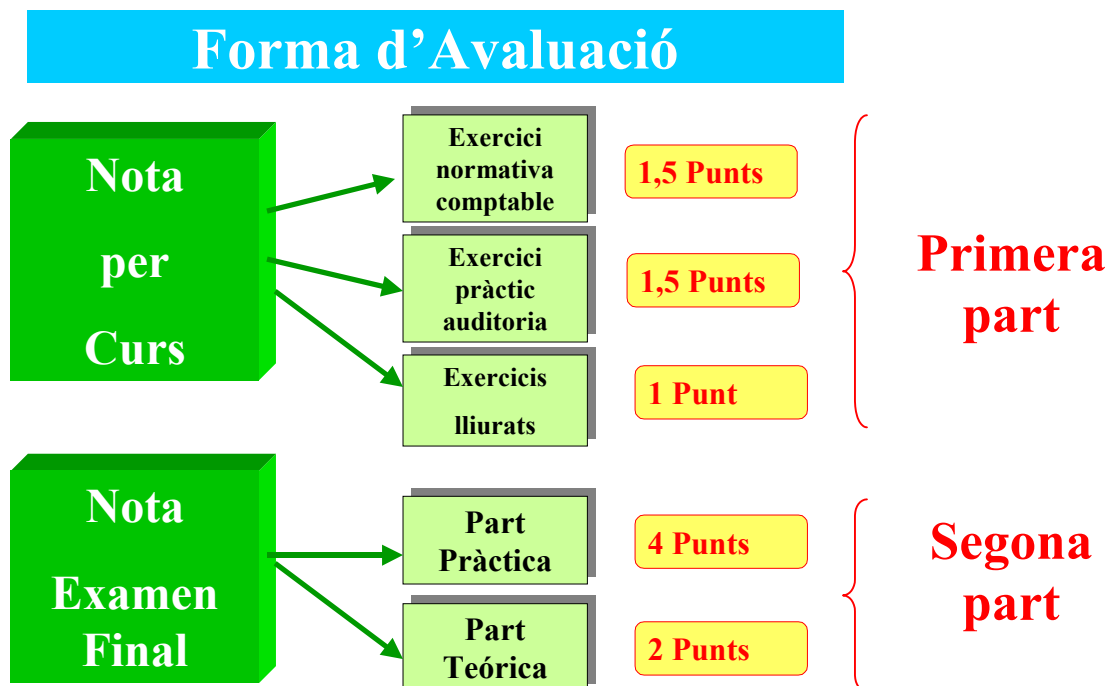 Forma d’Avaluació
Nota
per
Curs
Exercici
normativa
comptable
1,5 Punts
Exercici
pràctic
auditoria
1,5 Punts
Exercicis
lliurats
1 Punt
Primera
part
Nota
Examen
Final
Part
Pràctica
4 Punts
Part
Teórica
2 Punts
Segona
part